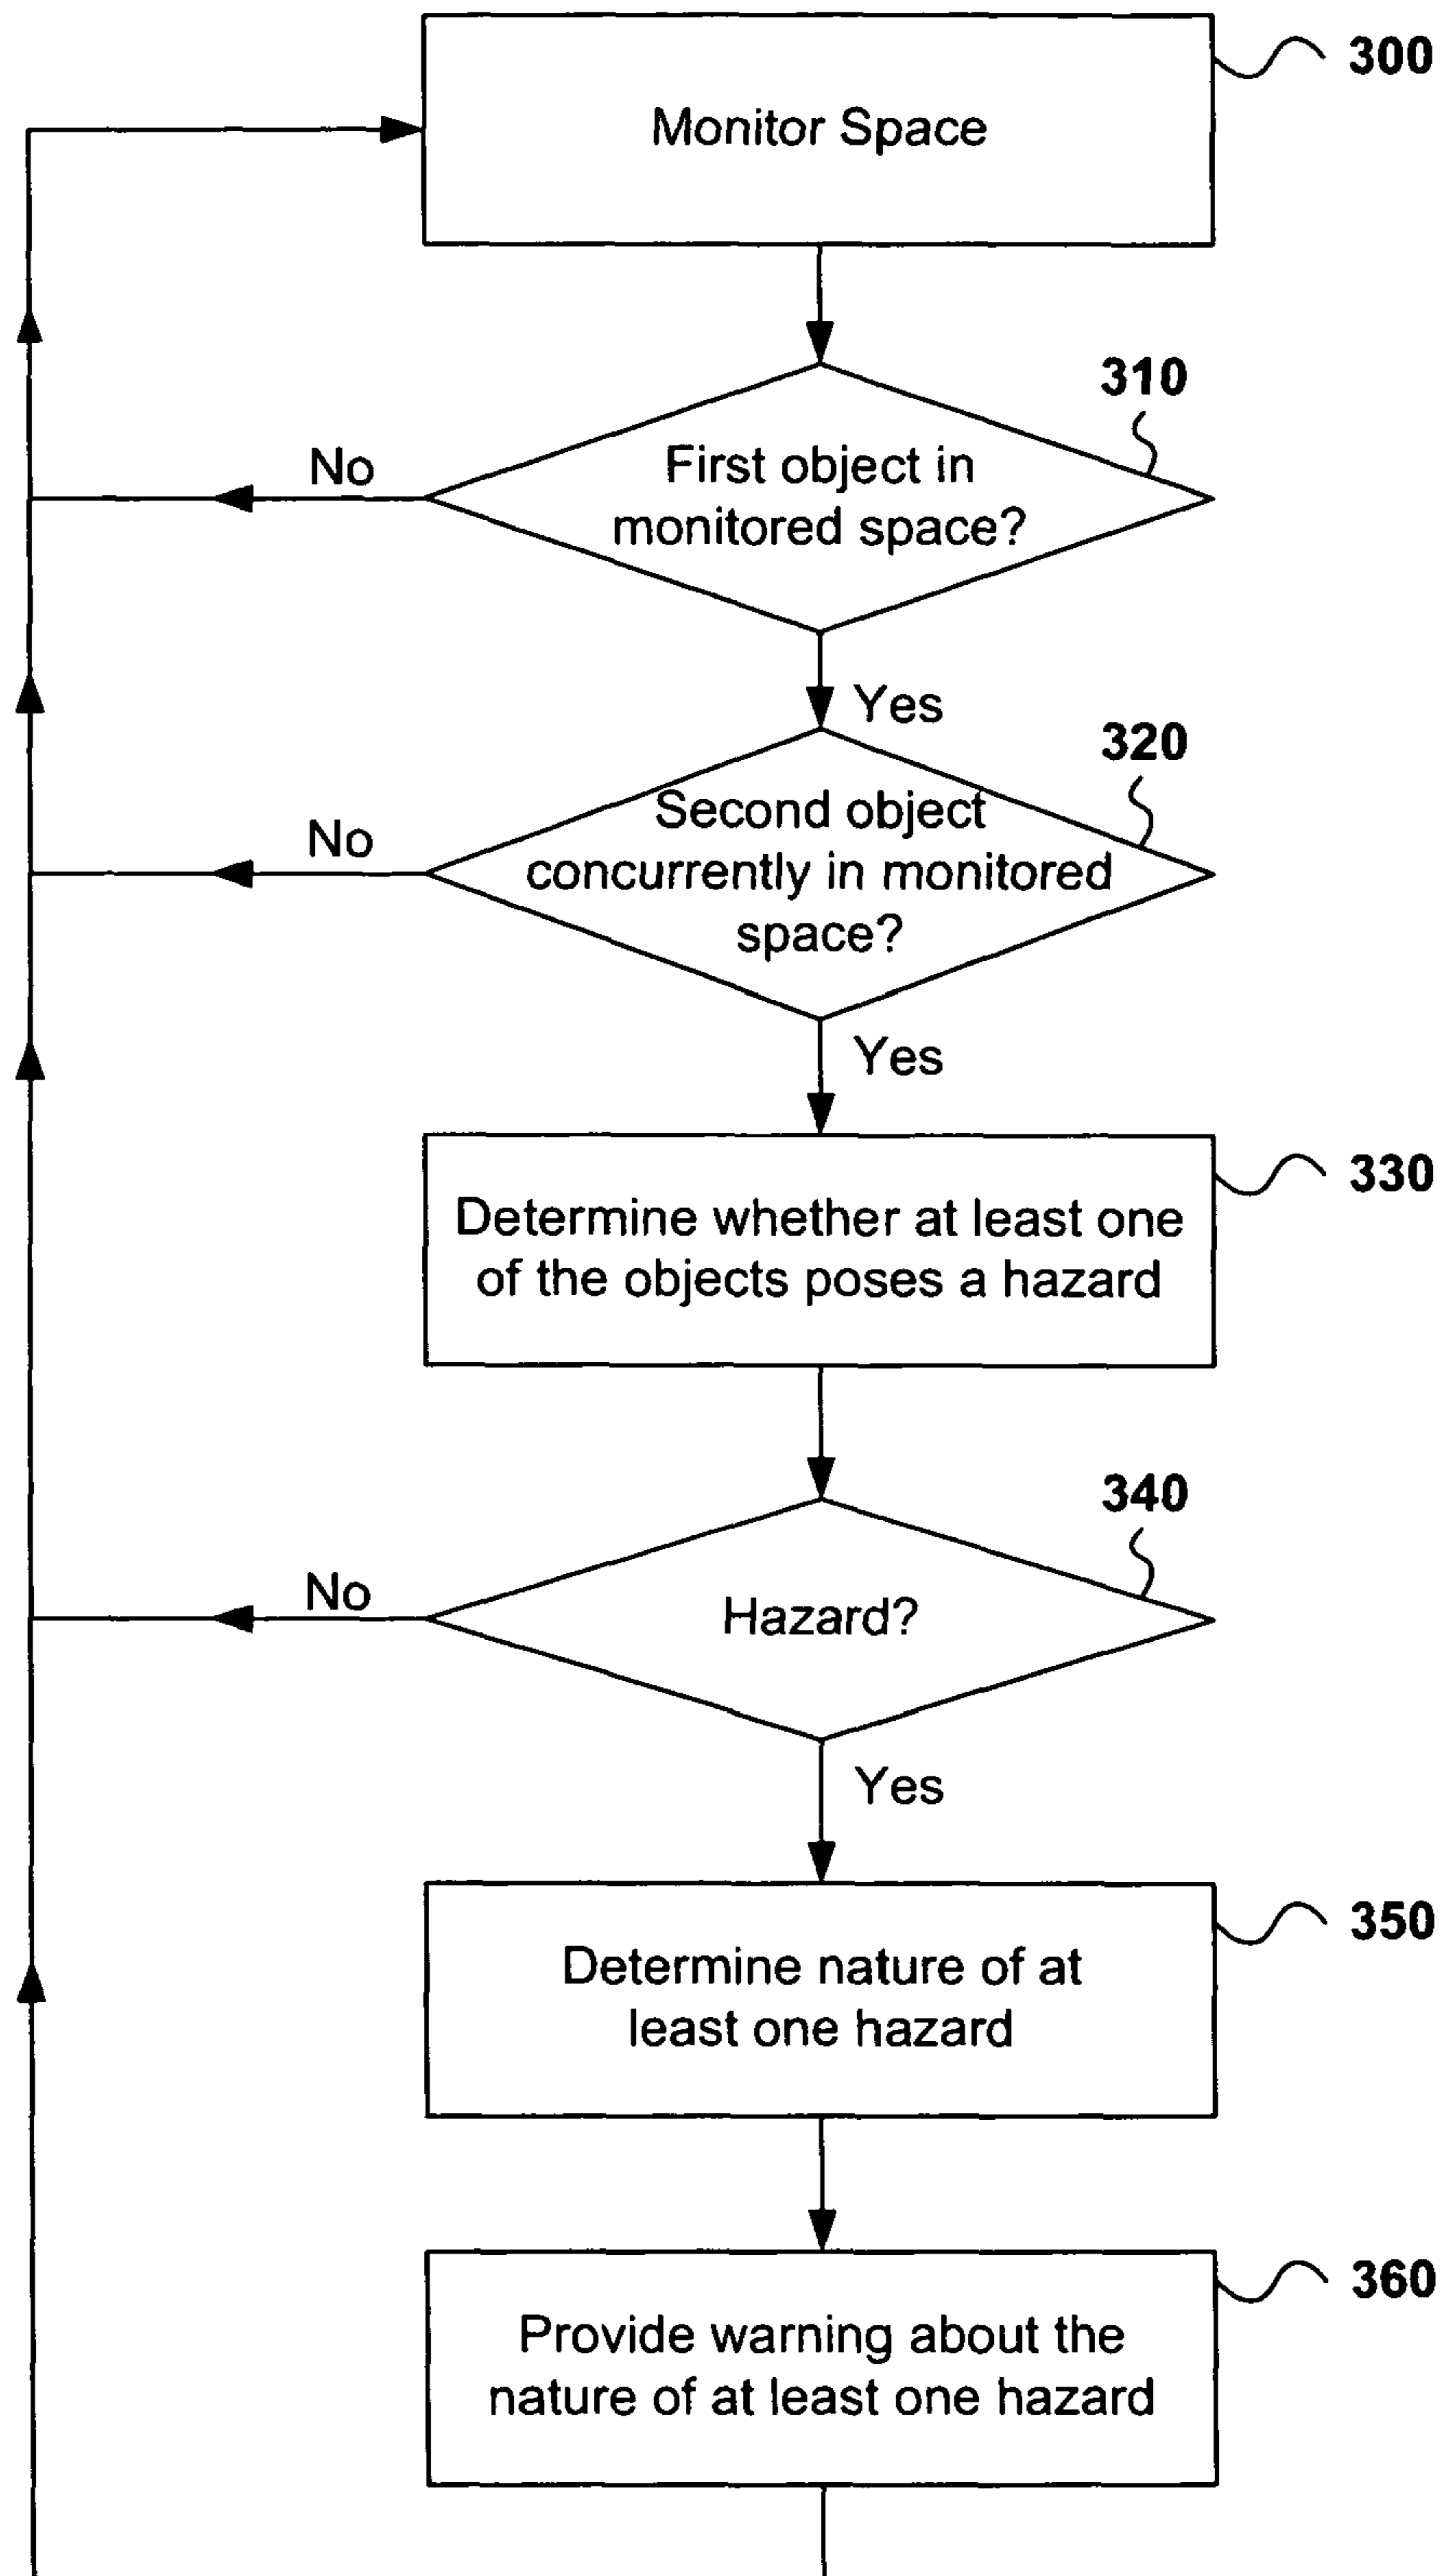 300
Monitor Space
310
First object in
monitored space?
No
Yes
320
Second object
concurrently in monitored
space?
No
Yes
330
Determine whether at least one
of the objects poses a hazard
340
Hazard?
No
Yes
350
Determine nature of at
least one hazard
360
Provide warning about the
nature of at least one hazard